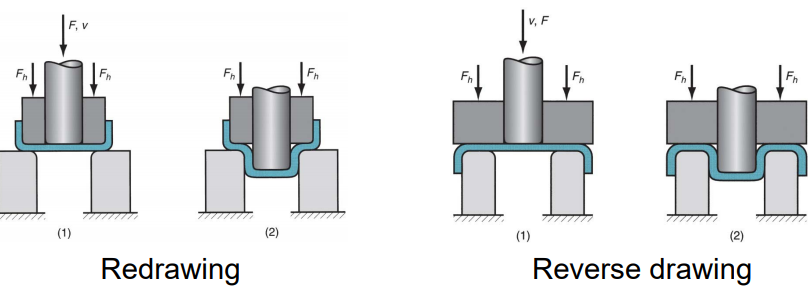 F, v
Fh
Fh
(1)
Fh
Fh
(2)
Redrawing
v, F
Fh
Fh
(1)
Fh
Fh
(2)
Reverse drawing